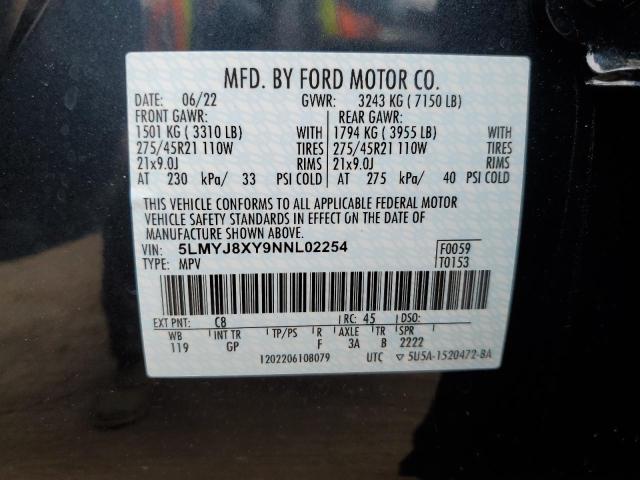 MFD. BY FORD MOTOR CO.
DATE: 06/22 GVWR: 3243 KG ( 7150 LB)
FRONT GAWR: REAR GAWR:
1501 KG ( 3310 LB) WITH 1794 KG ( 3955 LB) WITH
275/45R21 110W TIRES 275/45R21 110W TIRES
21x9.0J RIMS 21x9.0J RIMS
AT 230 kPa/ 33 PSI COLD AT 275 kPa/ 40 PSI COLD
THIS VEHICLE CONFORMS TO ALL APPLICABLE FEDERAL MOTOR
VEHICLE SAFETY STANDARDS IN EFFECT ON THE DATE OF
MANUFACTURE SHOWN ABOVE.
VIN: 5LMYJ8XY9NNL02254 F0059
TYPE: MPV T0153
EXT PNT: C8 RC: 45 DSO:
WB INT TR TP/PS R AXLE TR SPR
119 GP F 3A B 2222
1202206108079 UTC ▽ 5U5A-1520472-BA